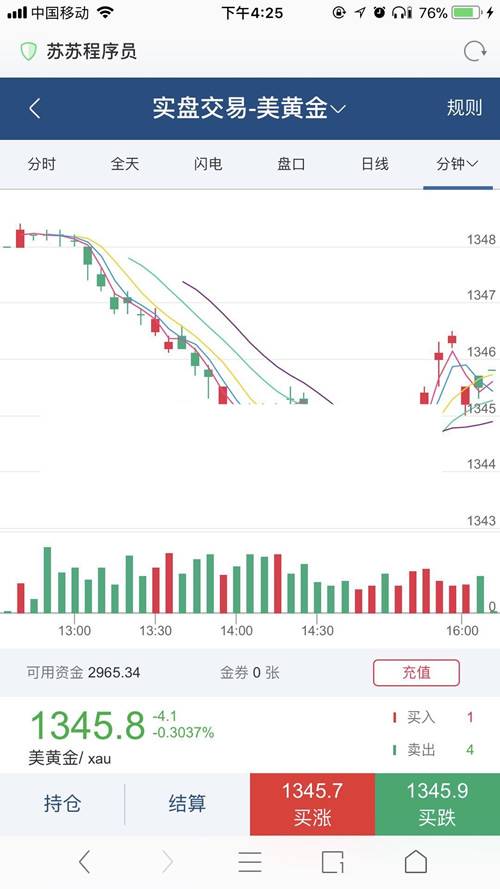 中国移动 下午4:25 76%
苏苏程序员
实盘交易-美黄金 规则
分时 全天 闪电 盘口 日线 分钟
1348
1347
1346
1345
1344
1343
0
13:00 13:30 14:00 14:30 16:00
可用资金 2965.34 金券 0 张 充值
1345.8 -4.1 买入 1
-0.3037% 卖出 4
美黄金/ xau
持仓 结算 1345.7 1345.9
买涨 买跌
1